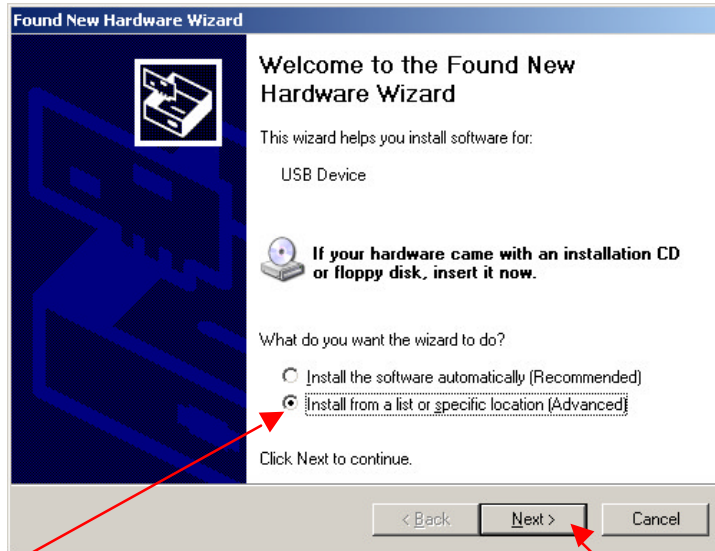 Found New Hardware Wizard
Welcome to the Found New
Hardware Wizard
This wizard helps you install software for:
USB Device
If your hardware came with an installation CD
or floppy disk, insert it now.
What do you want the wizard to do?
Install the software automatically (Recommended)
Install from a list or specific location (Advanced)
Click Next to continue.
< Back Next > Cancel